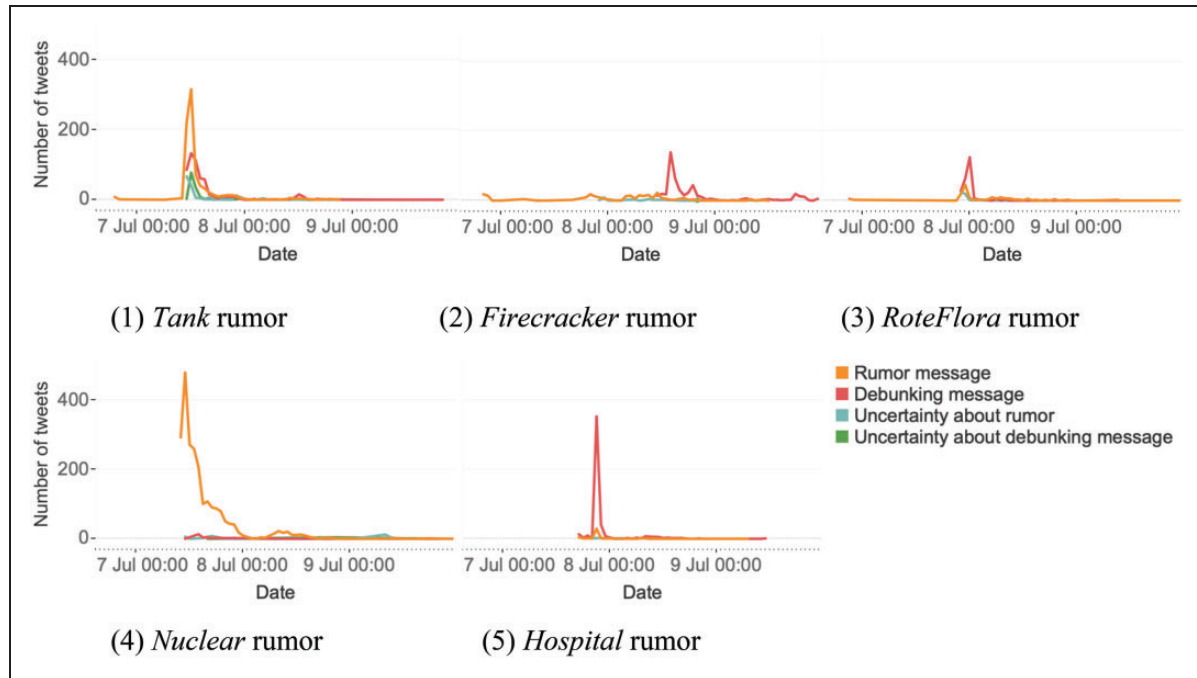 Number of tweets
400
200
0
7 Jul 00:00 8 Jul 00:00 9 Jul 00:00
Date
7 Jul 00:00 8 Jul 00:00 9 Jul 00:00
Date
7 Jul 00:00 8 Jul 00:00 9 Jul 00:00
Date
(1) Tank rumor
(2) Firecracker rumor
(3) RoteFlora rumor
Number of tweets
400
200
0
7 Jul 00:00 8 Jul 00:00 9 Jul 00:00
Date
7 Jul 00:00 8 Jul 00:00 9 Jul 00:00
Date
Rumor message
Debunking message
Uncertainty about rumor
Uncertainty about debunking message
(4) Nuclear rumor
(5) Hospital rumor